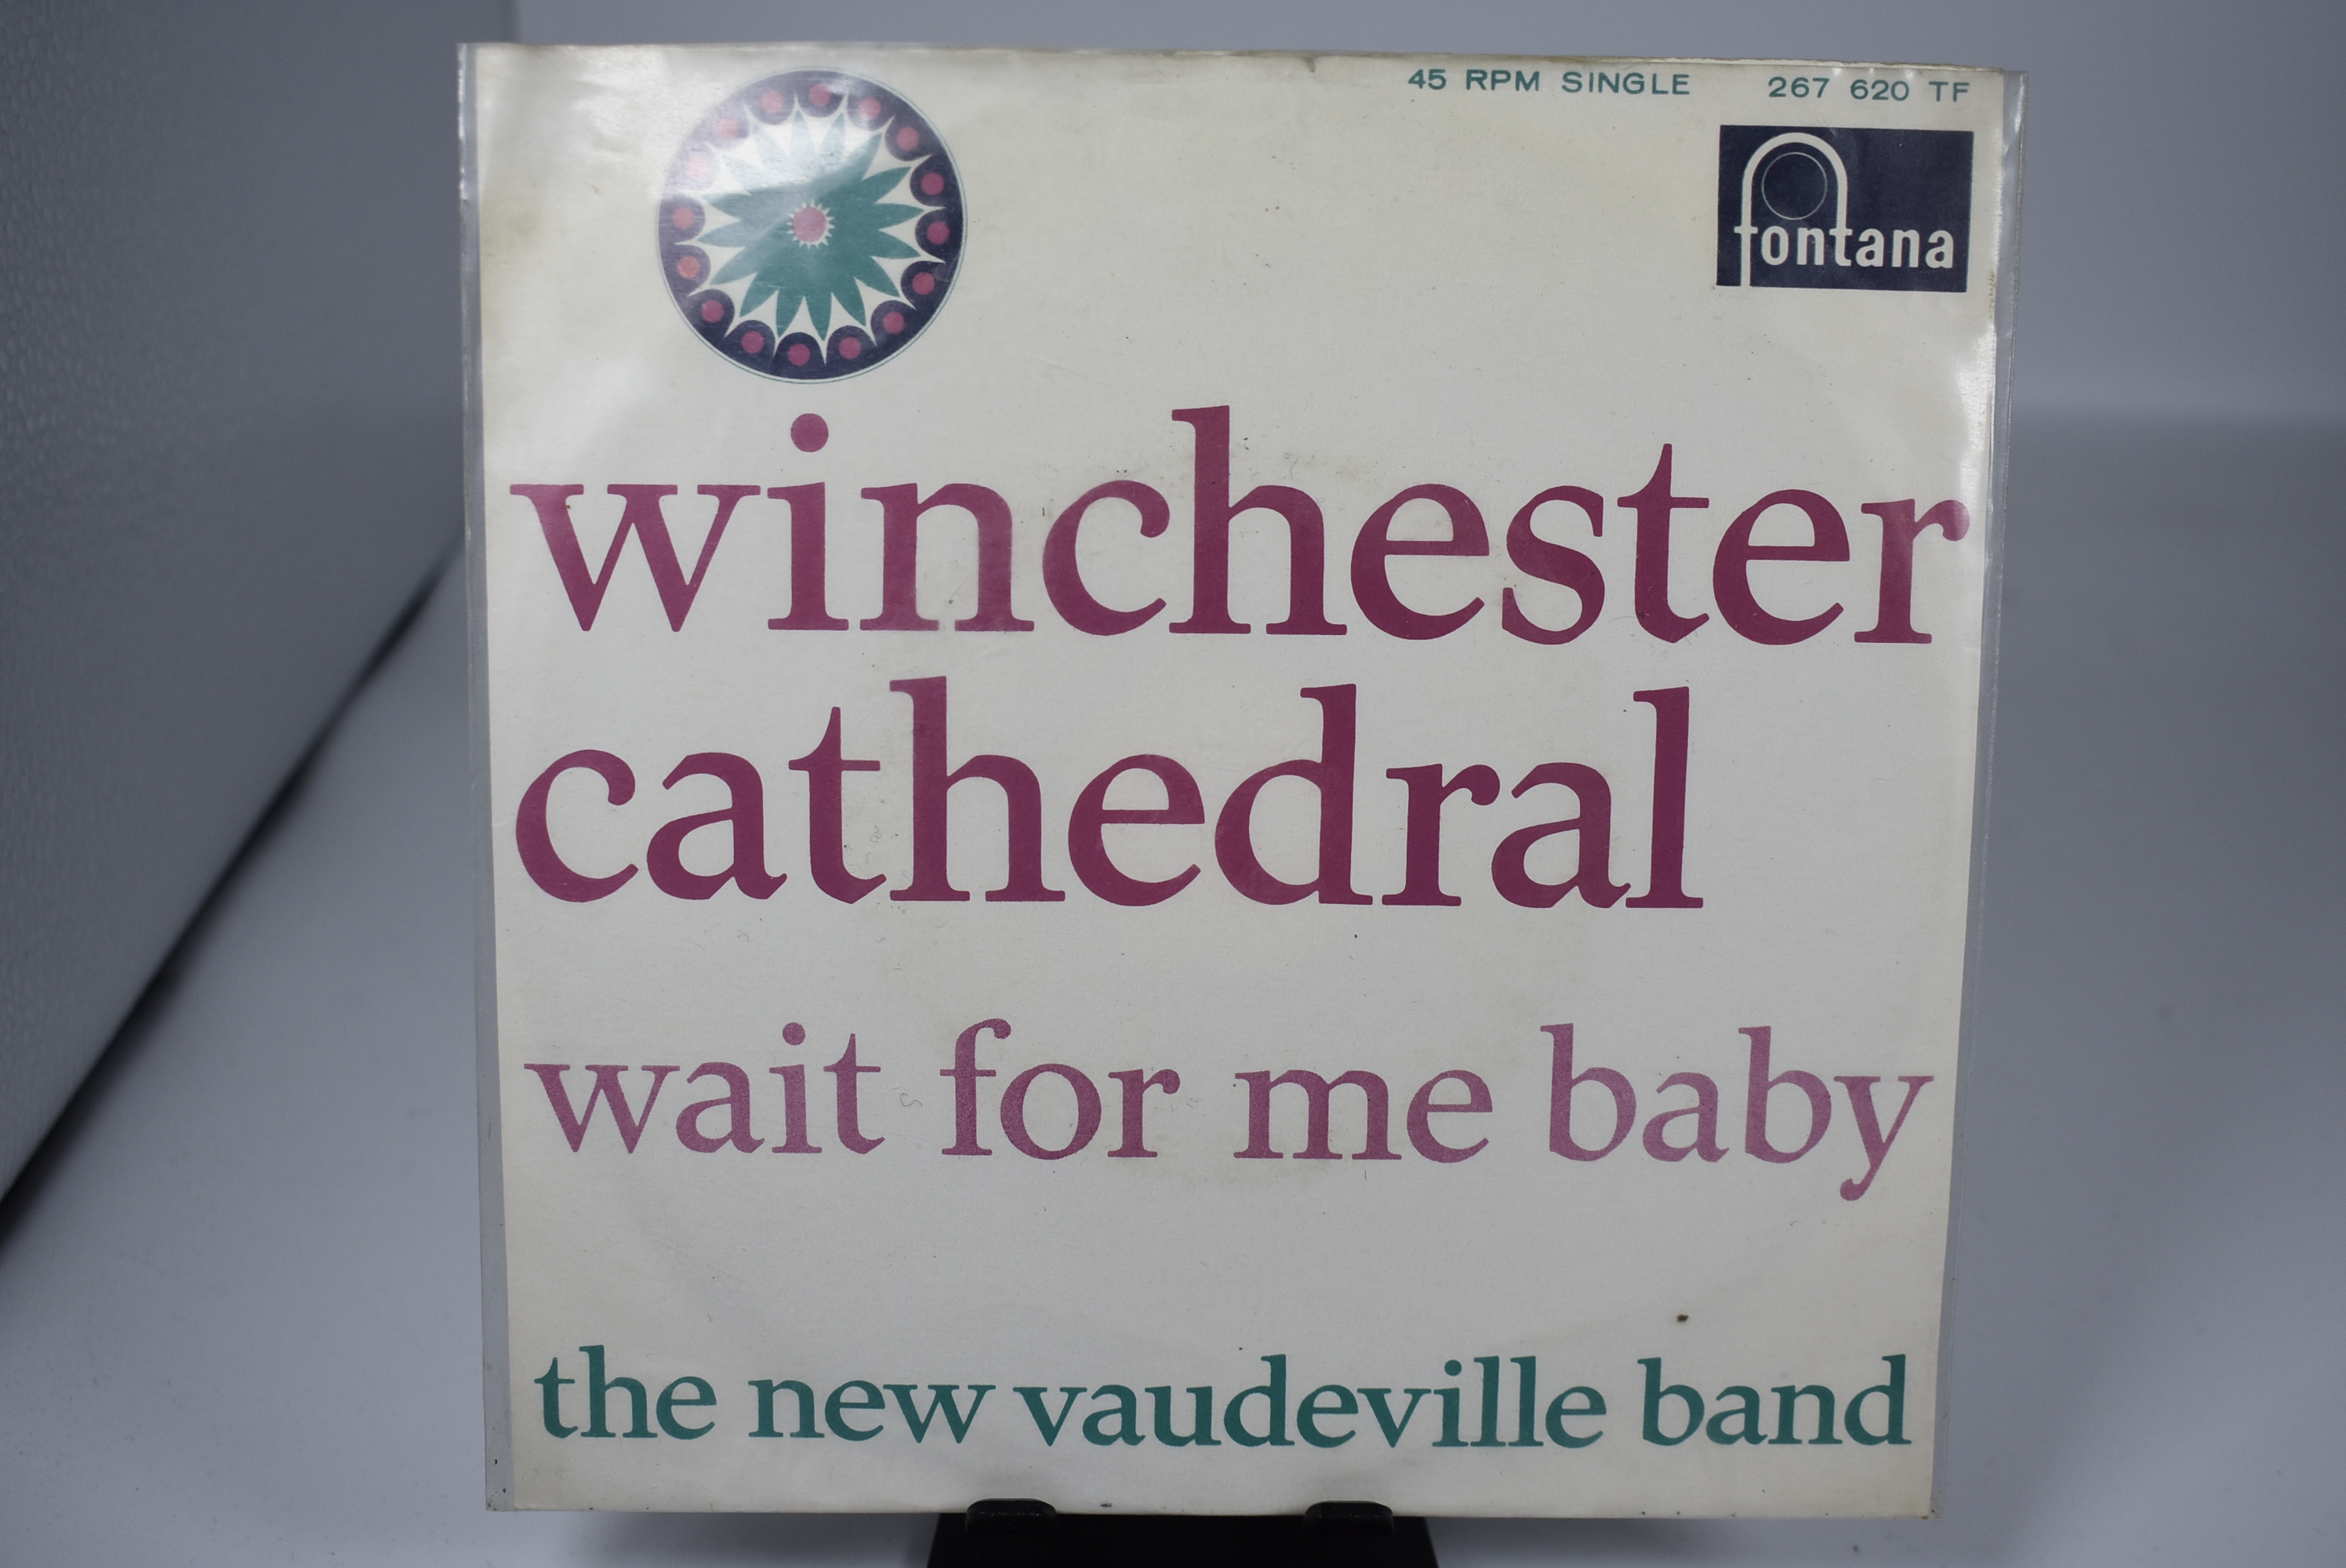 45 RPM SINGLE 267 620 TF
fontana
winchester
cathedral
wait for me baby
the new vaudeville band